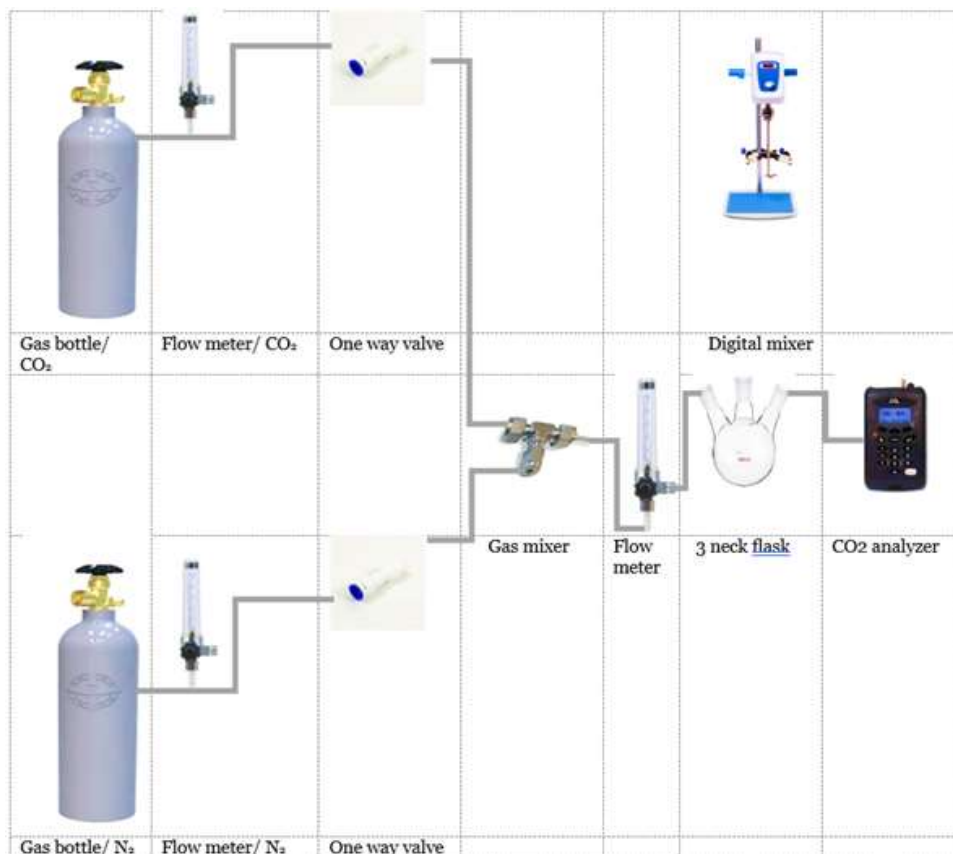 Gas bottle/
CO₂
Flow meter/ CO₂
One way valve
Digital mixer
Gas mixer
Flow
meter
3 neck flask
CO2 analyzer
Gas bottle/ N₂
Flow meter/ N₂
One way valve